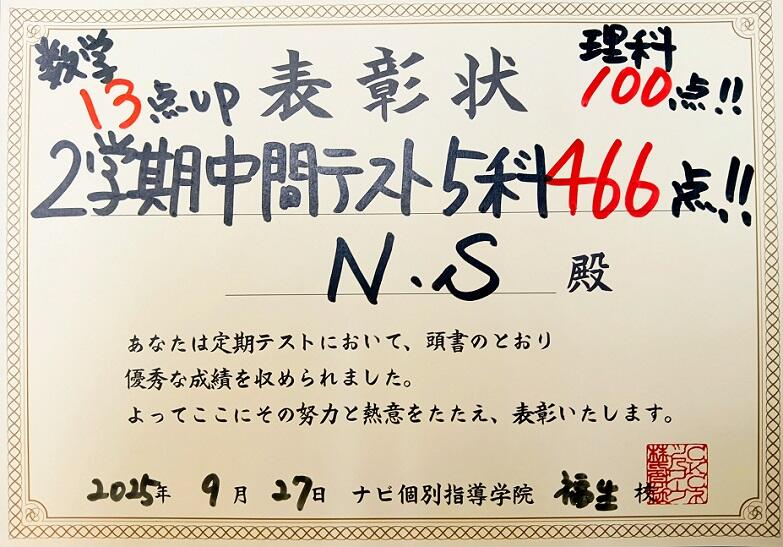 数学 13点UP
表彰状
理科 100点!!
2学期中間テスト5科466点!!
N.S 殿
あなたは定期テストにおいて、頭書のとおり
優秀な成績を収められました。
よってここにその努力と熱意をたたえ、表彰いたします。
2025年 9月 27日 ナビ個別指導学院 福生 校